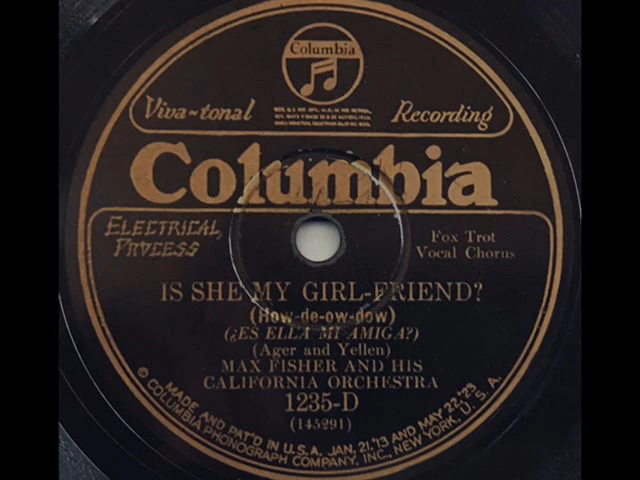 Columbia
Viva-tonal Recording
Columbia
ELECTRICAL
PROCESS
Fox Trot
Vocal Chorus
IS SHE MY GIRL-FRIEND?
(How-de-ow-dow)
(¿ES ELLA MI AMIGA?)
(Ager and Yellen)
MAX FISHER AND HIS
CALIFORNIA ORCHESTRA
1235-D
(145291)
MADE AND PAT'D IN U.S.A. JAN. 21,'13 AND MAY 22,'23
© COLUMBIA PHONOGRAPH COMPANY, INC., NEW YORK, U.S.A.